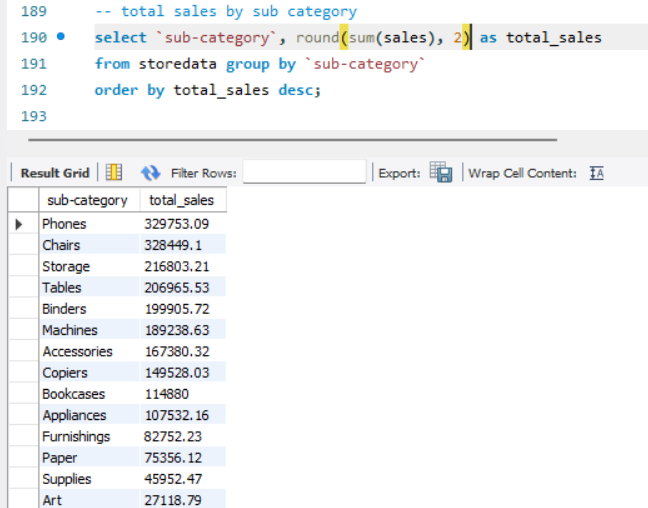 189 -- total sales by sub category
190 select `sub-category`, round(sum(sales), 2) as total_sales
191 from storedata group by `sub-category`
192 order by total_sales desc;
193
Result Grid Filter Rows: Export: Wrap Cell Content: IA
sub-category total_sales
Phones 329753.09
Chairs 328449.1
Storage 216803.21
Tables 206965.53
Binders 199905.72
Machines 189238.63
Accessories 167380.32
Copiers 149528.03
Bookcases 114880
Appliances 107532.16
Furnishings 82752.23
Paper 75356.12
Supplies 45952.47
Art 27118.79